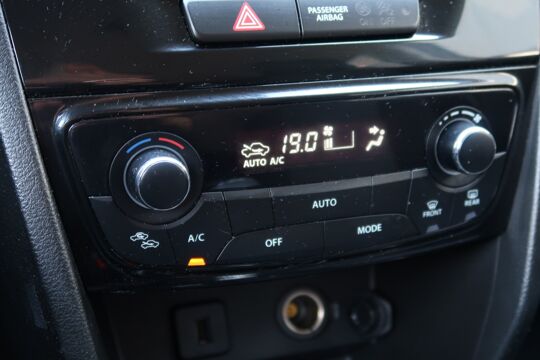 PASSENGER
AIRBAG
19.0
AUTO A/C
AUTO
A/C
OFF
MODE
FRONT
REAR